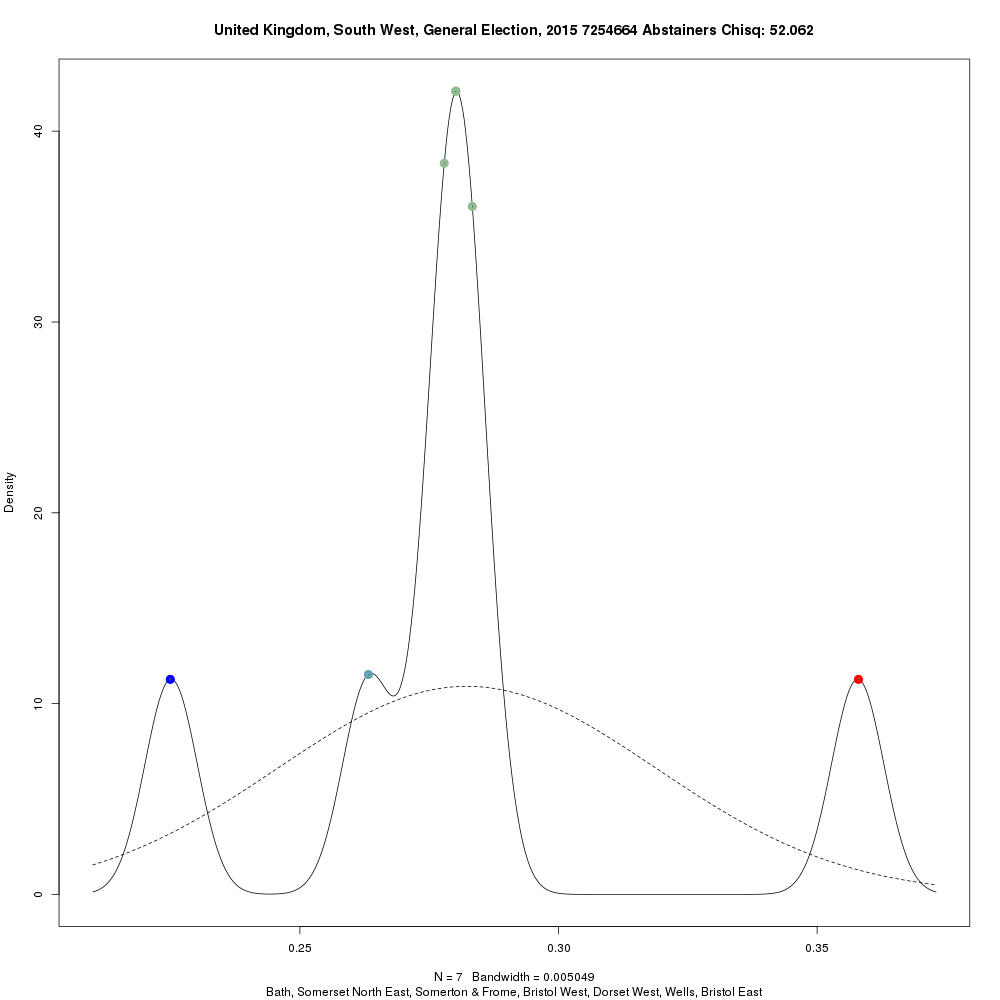 United Kingdom, South West, General Election, 2015 7254664 Abstainers Chisq: 52.062
Density
40
30
20
10
0
0.25 0.30 0.35
N = 7 Bandwidth = 0.005049
Bath, Somerset North East, Somerton & Frome, Bristol West, Dorset West, Wells, Bristol East